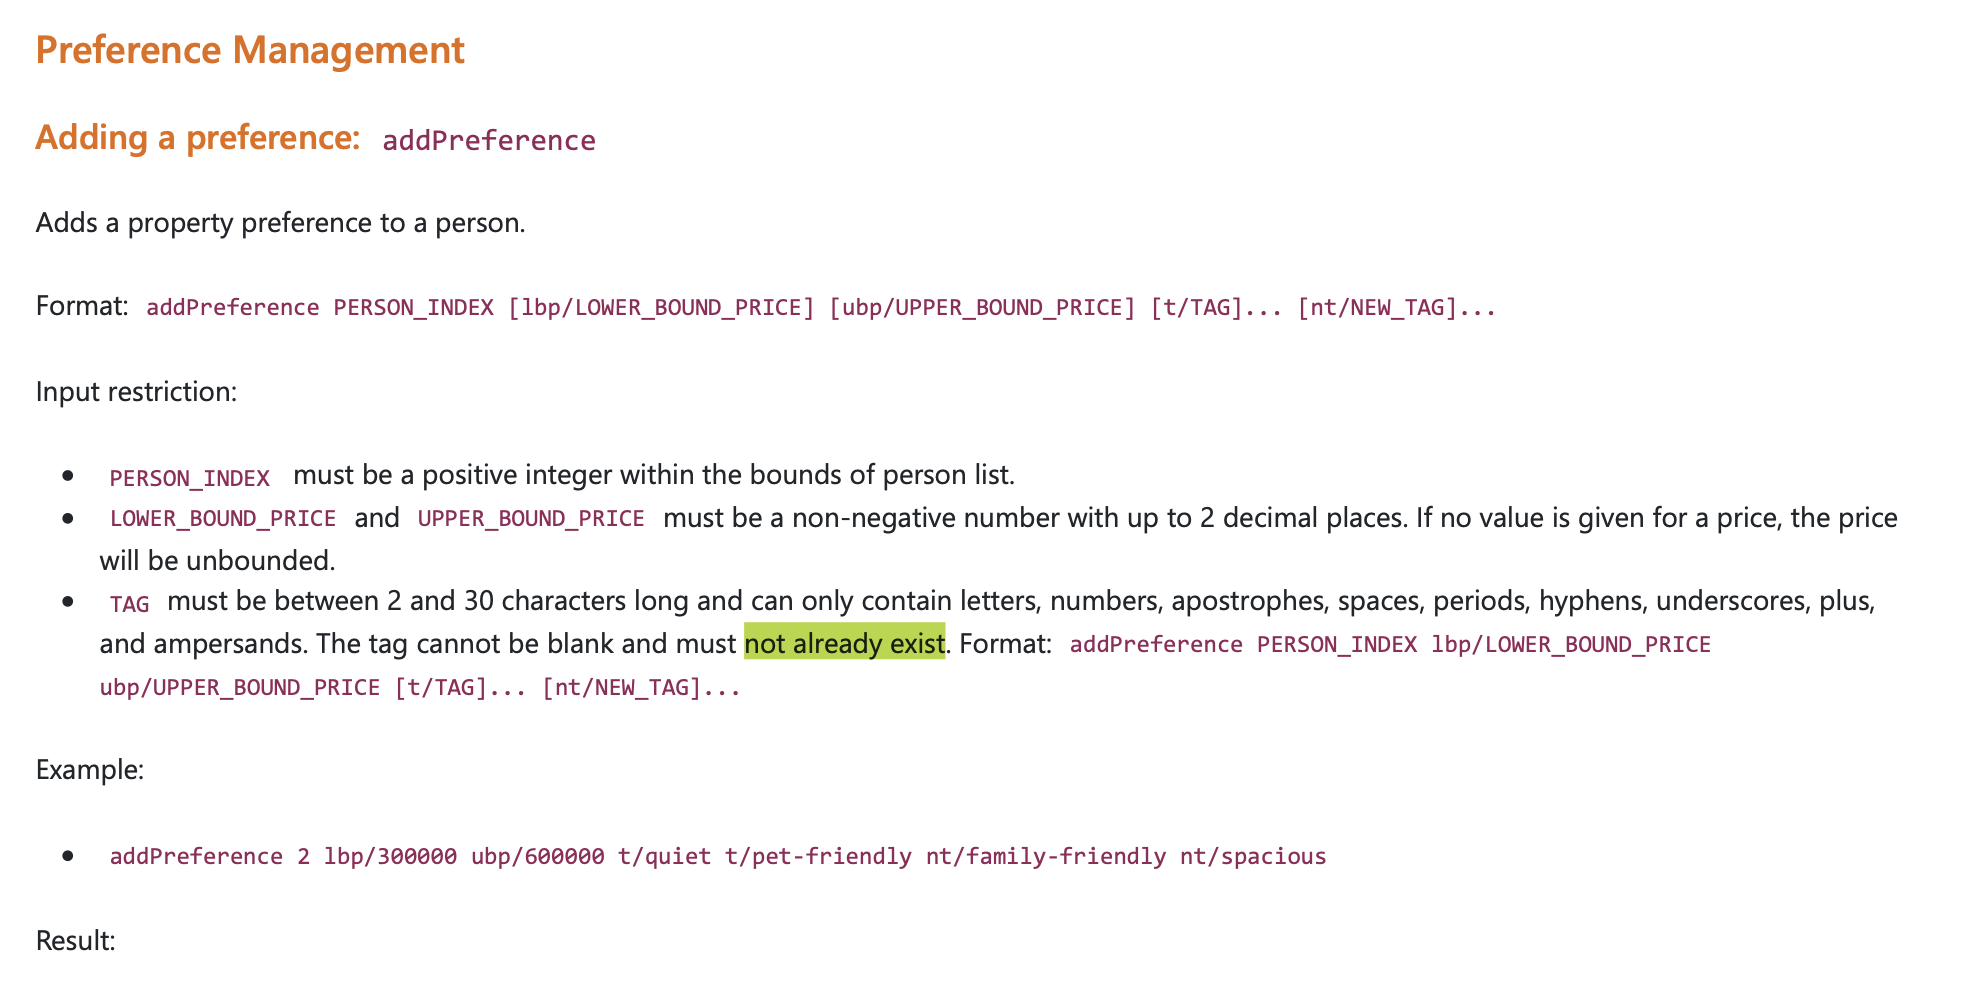 Preference Management
Adding a preference: addPreference
Adds a property preference to a person.
Format: addPreference PERSON_INDEX [lbp/LOWER_BOUND_PRICE] [ubp/UPPER_BOUND_PRICE] [t/TAG]... [nt/NEW_TAG]...
Input restriction:
• PERSON_INDEX must be a positive integer within the bounds of person list.
• LOWER_BOUND_PRICE and UPPER_BOUND_PRICE must be a non-negative number with up to 2 decimal places. If no value is given for a price, the price
will be unbounded.
• TAG must be between 2 and 30 characters long and can only contain letters, numbers, apostrophes, spaces, periods, hyphens, underscores, plus,
and ampersands. The tag cannot be blank and must not already exist. Format: addPreference PERSON_INDEX lbp/LOWER_BOUND_PRICE
ubp/UPPER_BOUND_PRICE [t/TAG]... [nt/NEW_TAG]...
Example:
• addPreference 2 lbp/300000 ubp/600000 t/quiet t/pet-friendly nt/family-friendly nt/spacious
Result: